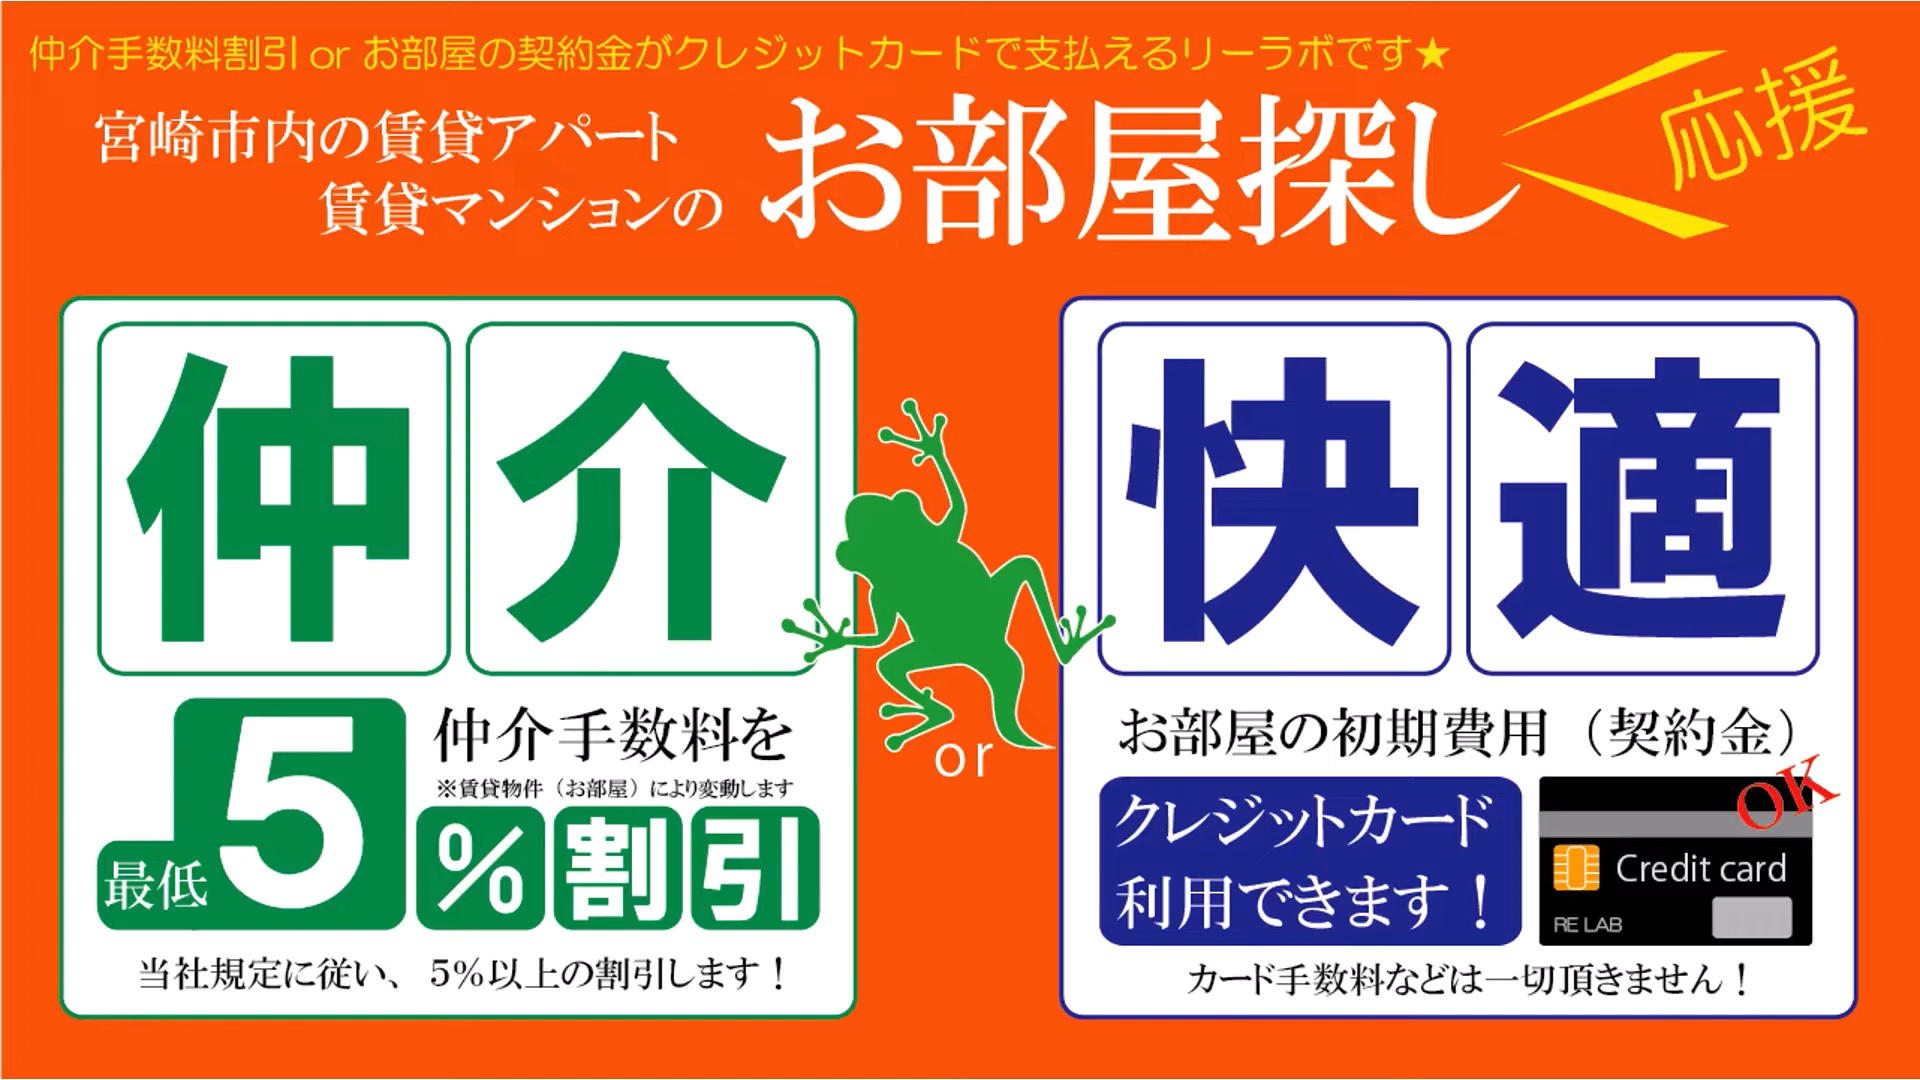 仲介手数料割引 or お部屋の契約金がクレジットカードで支払えるリーラボです★
宮崎市内の賃貸アパート
賃貸マンションの
お部屋探し
応援
仲介
仲介手数料を
※賃貸物件（お部屋）により変動します
最低5%割引
当社規定に従い、5%以上の割引します！
or
快適
お部屋の初期費用（契約金）
クレジットカード
利用できます！
OK
Credit card
RE LAB
カード手数料などは一切頂きません！